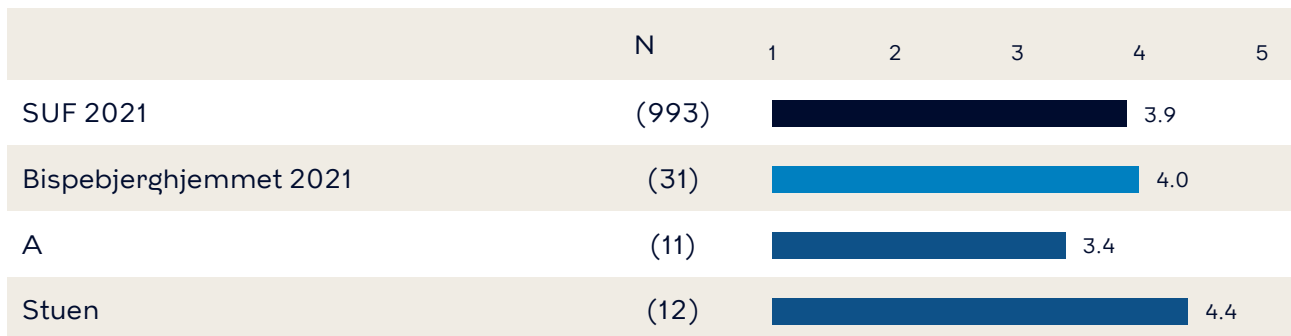 N 1 2 3 4 5
SUF 2021 (993) 3.9
Bispebjerghjemmet 2021 (31) 4.0
A (11) 3.4
Stuen (12) 4.4